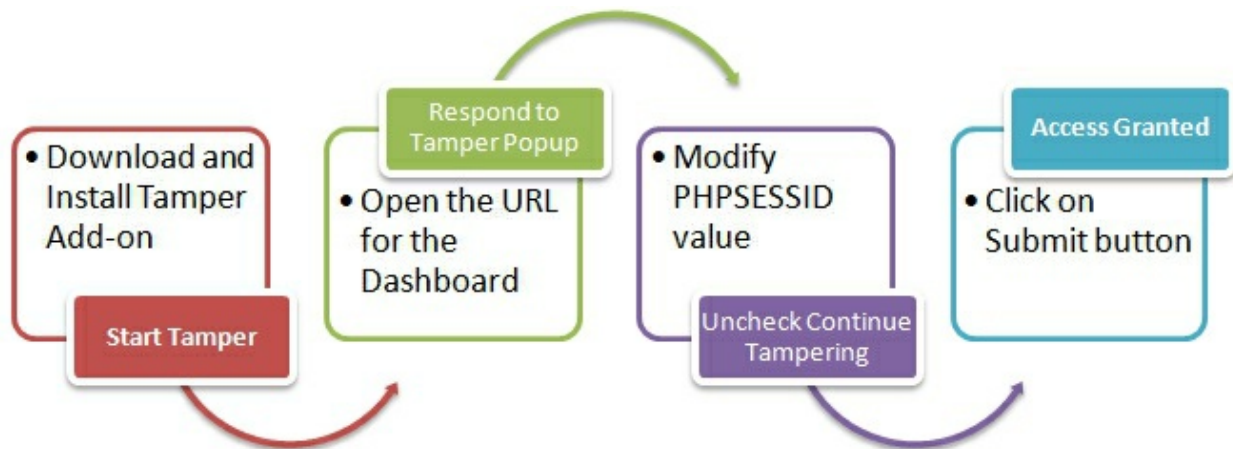 • Download and
Install Tamper
Add-on
Start Tamper
Respond to
Tamper Popup
• Open the URL
for the
Dashboard
• Modify
PHPSESSID
value
Uncheck Continue
Tampering
Access Granted
• Click on
Submit button